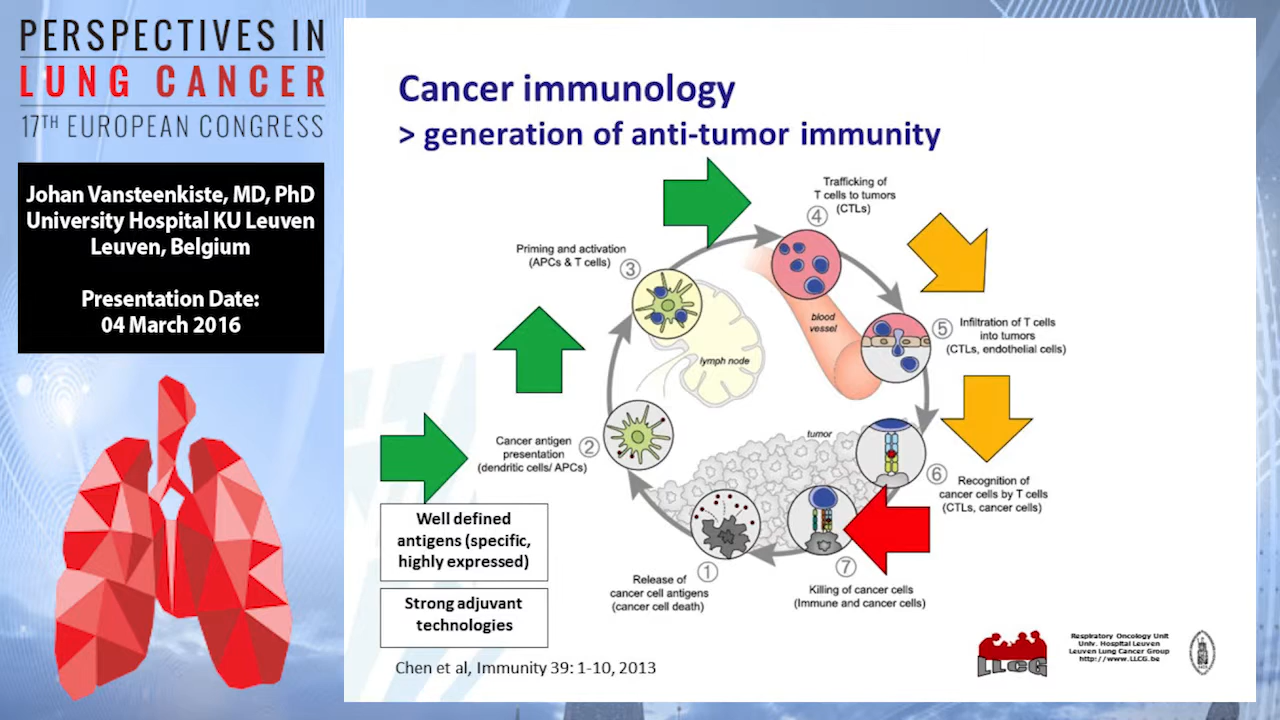 PERSPECTIVES IN
LUNG CANCER
17TH EUROPEAN CONGRESS
Johan Vansteenkiste, MD, PhD
University Hospital KU Leuven
Leuven, Belgium
Presentation Date:
04 March 2016
Cancer immunology
> generation of anti-tumor immunity
Trafficking of
T cells to tumors
(CTLs)
4
Priming and activation
(APCs & T cells)
3
blood
vessel
5
Infiltration of T cells
into tumors
(CTLs, endothelial cells)
lymph node
Cancer antigen
presentation
(dendritic cells/ APCs)
2
tumor
6
Recognition of
cancer cells by T cells
(CTLs, cancer cells)
Well defined
antigens (specific,
highly expressed)
1
Release of
cancer cell antigens
(cancer cell death)
7
Killing of cancer cells
(Immune and cancer cells)
Strong adjuvant
technologies
Chen et al, Immunity 39: 1-10, 2013
LLCG
Respiratory Oncology Unit
Univ. Hospital Leuven
Leuven Lung Cancer Group
http://www.LLCG.be